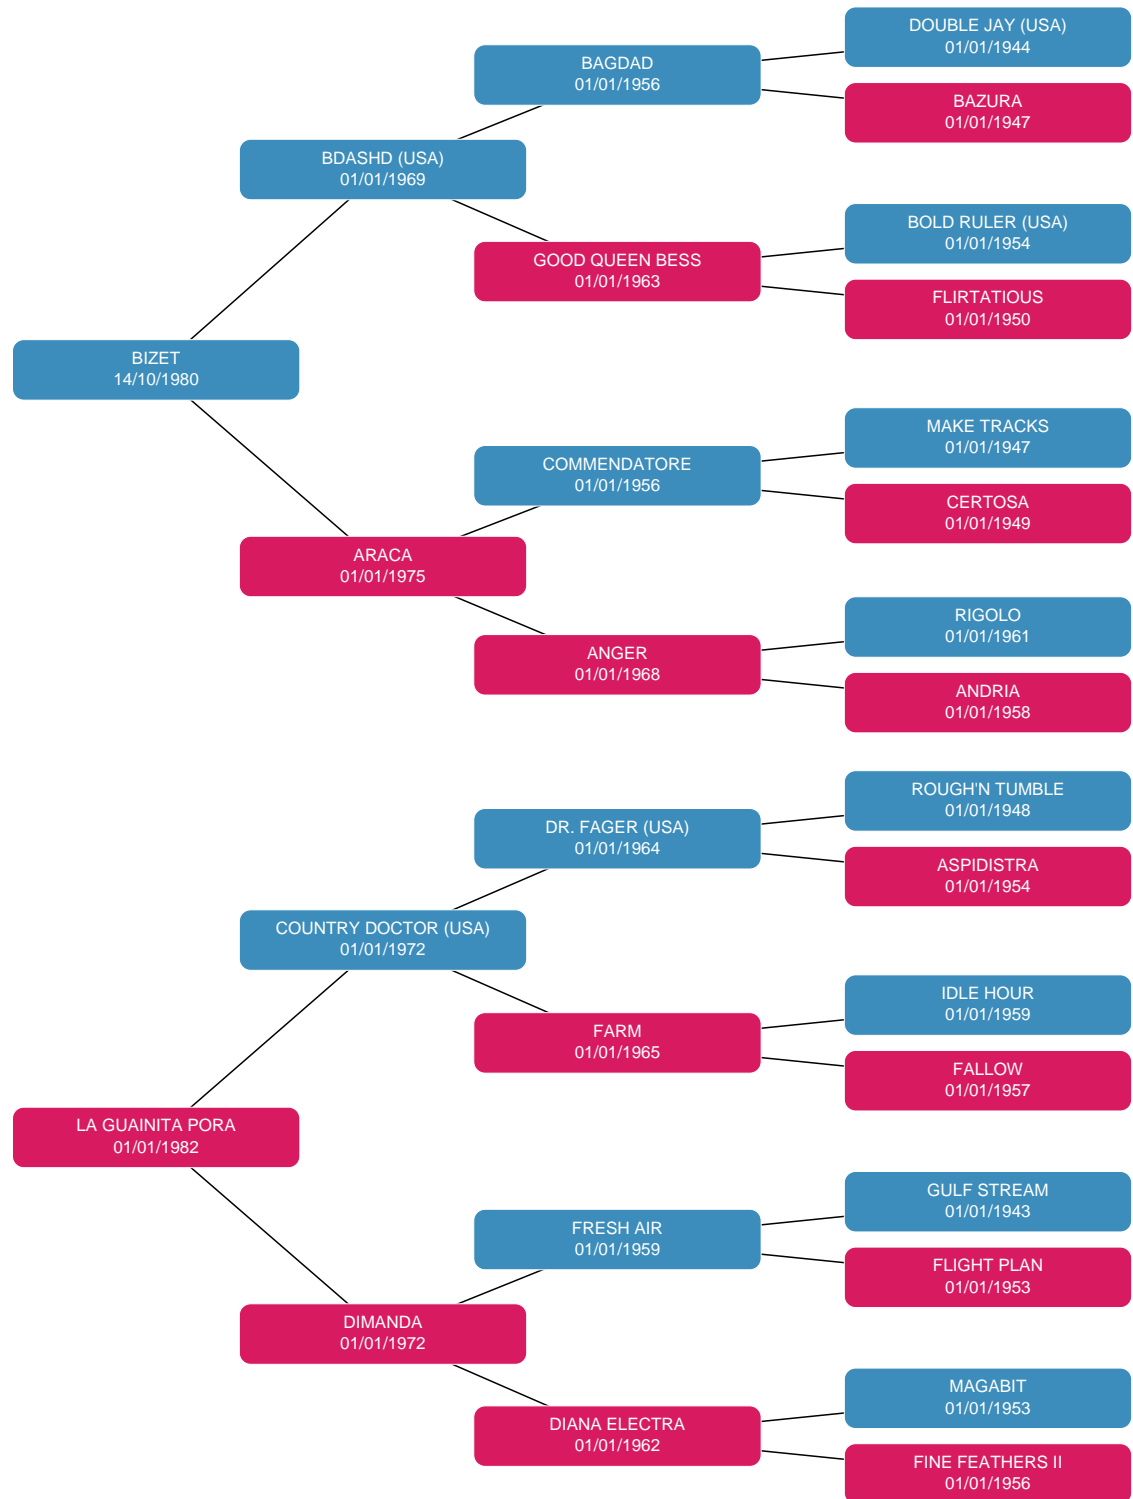 DOUBLE JAY (USA)
01/01/1944
BAGDAD
01/01/1956
BAZURA
01/01/1947
BDASHD (USA)
01/01/1969
BOLD RULER (USA)
01/01/1954
GOOD QUEEN BESS
01/01/1963
FLIRTATIOUS
01/01/1950
BIZET
14/10/1980
MAKE TRACKS
01/01/1947
COMMENDATORE
01/01/1956
CERTOSA
01/01/1949
ARACA
01/01/1975
RIGOLO
01/01/1961
ANGER
01/01/1968
ANDRIA
01/01/1958
ROUGH'N TUMBLE
01/01/1948
DR. FAGER (USA)
01/01/1964
ASPIDISTRA
01/01/1954
COUNTRY DOCTOR (USA)
01/01/1972
IDLE HOUR
01/01/1959
FARM
01/01/1965
FALLOW
01/01/1957
LA GUAINITA PORA
01/01/1982
GULF STREAM
01/01/1943
FRESH AIR
01/01/1959
FLIGHT PLAN
01/01/1953
DIMANDA
01/01/1972
MAGABIT
01/01/1953
DIANA ELECTRA
01/01/1962
FINE FEATHERS II
01/01/1956